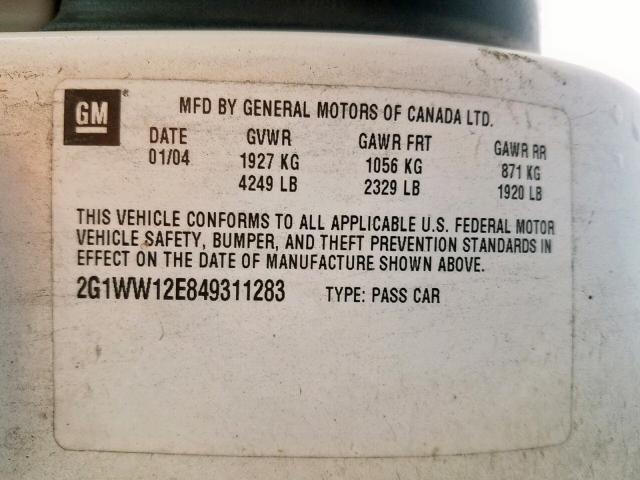 GM ®
MFD BY GENERAL MOTORS OF CANADA LTD.
DATE GVWR GAWR FRT GAWR RR
01/04 1927 KG 1056 KG 871 KG
4249 LB 2329 LB 1920 LB
THIS VEHICLE CONFORMS TO ALL APPLICABLE U.S. FEDERAL MOTOR
VEHICLE SAFETY, BUMPER, AND THEFT PREVENTION STANDARDS IN
EFFECT ON THE DATE OF MANUFACTURE SHOWN ABOVE.
2G1WW12E849311283 TYPE: PASS CAR